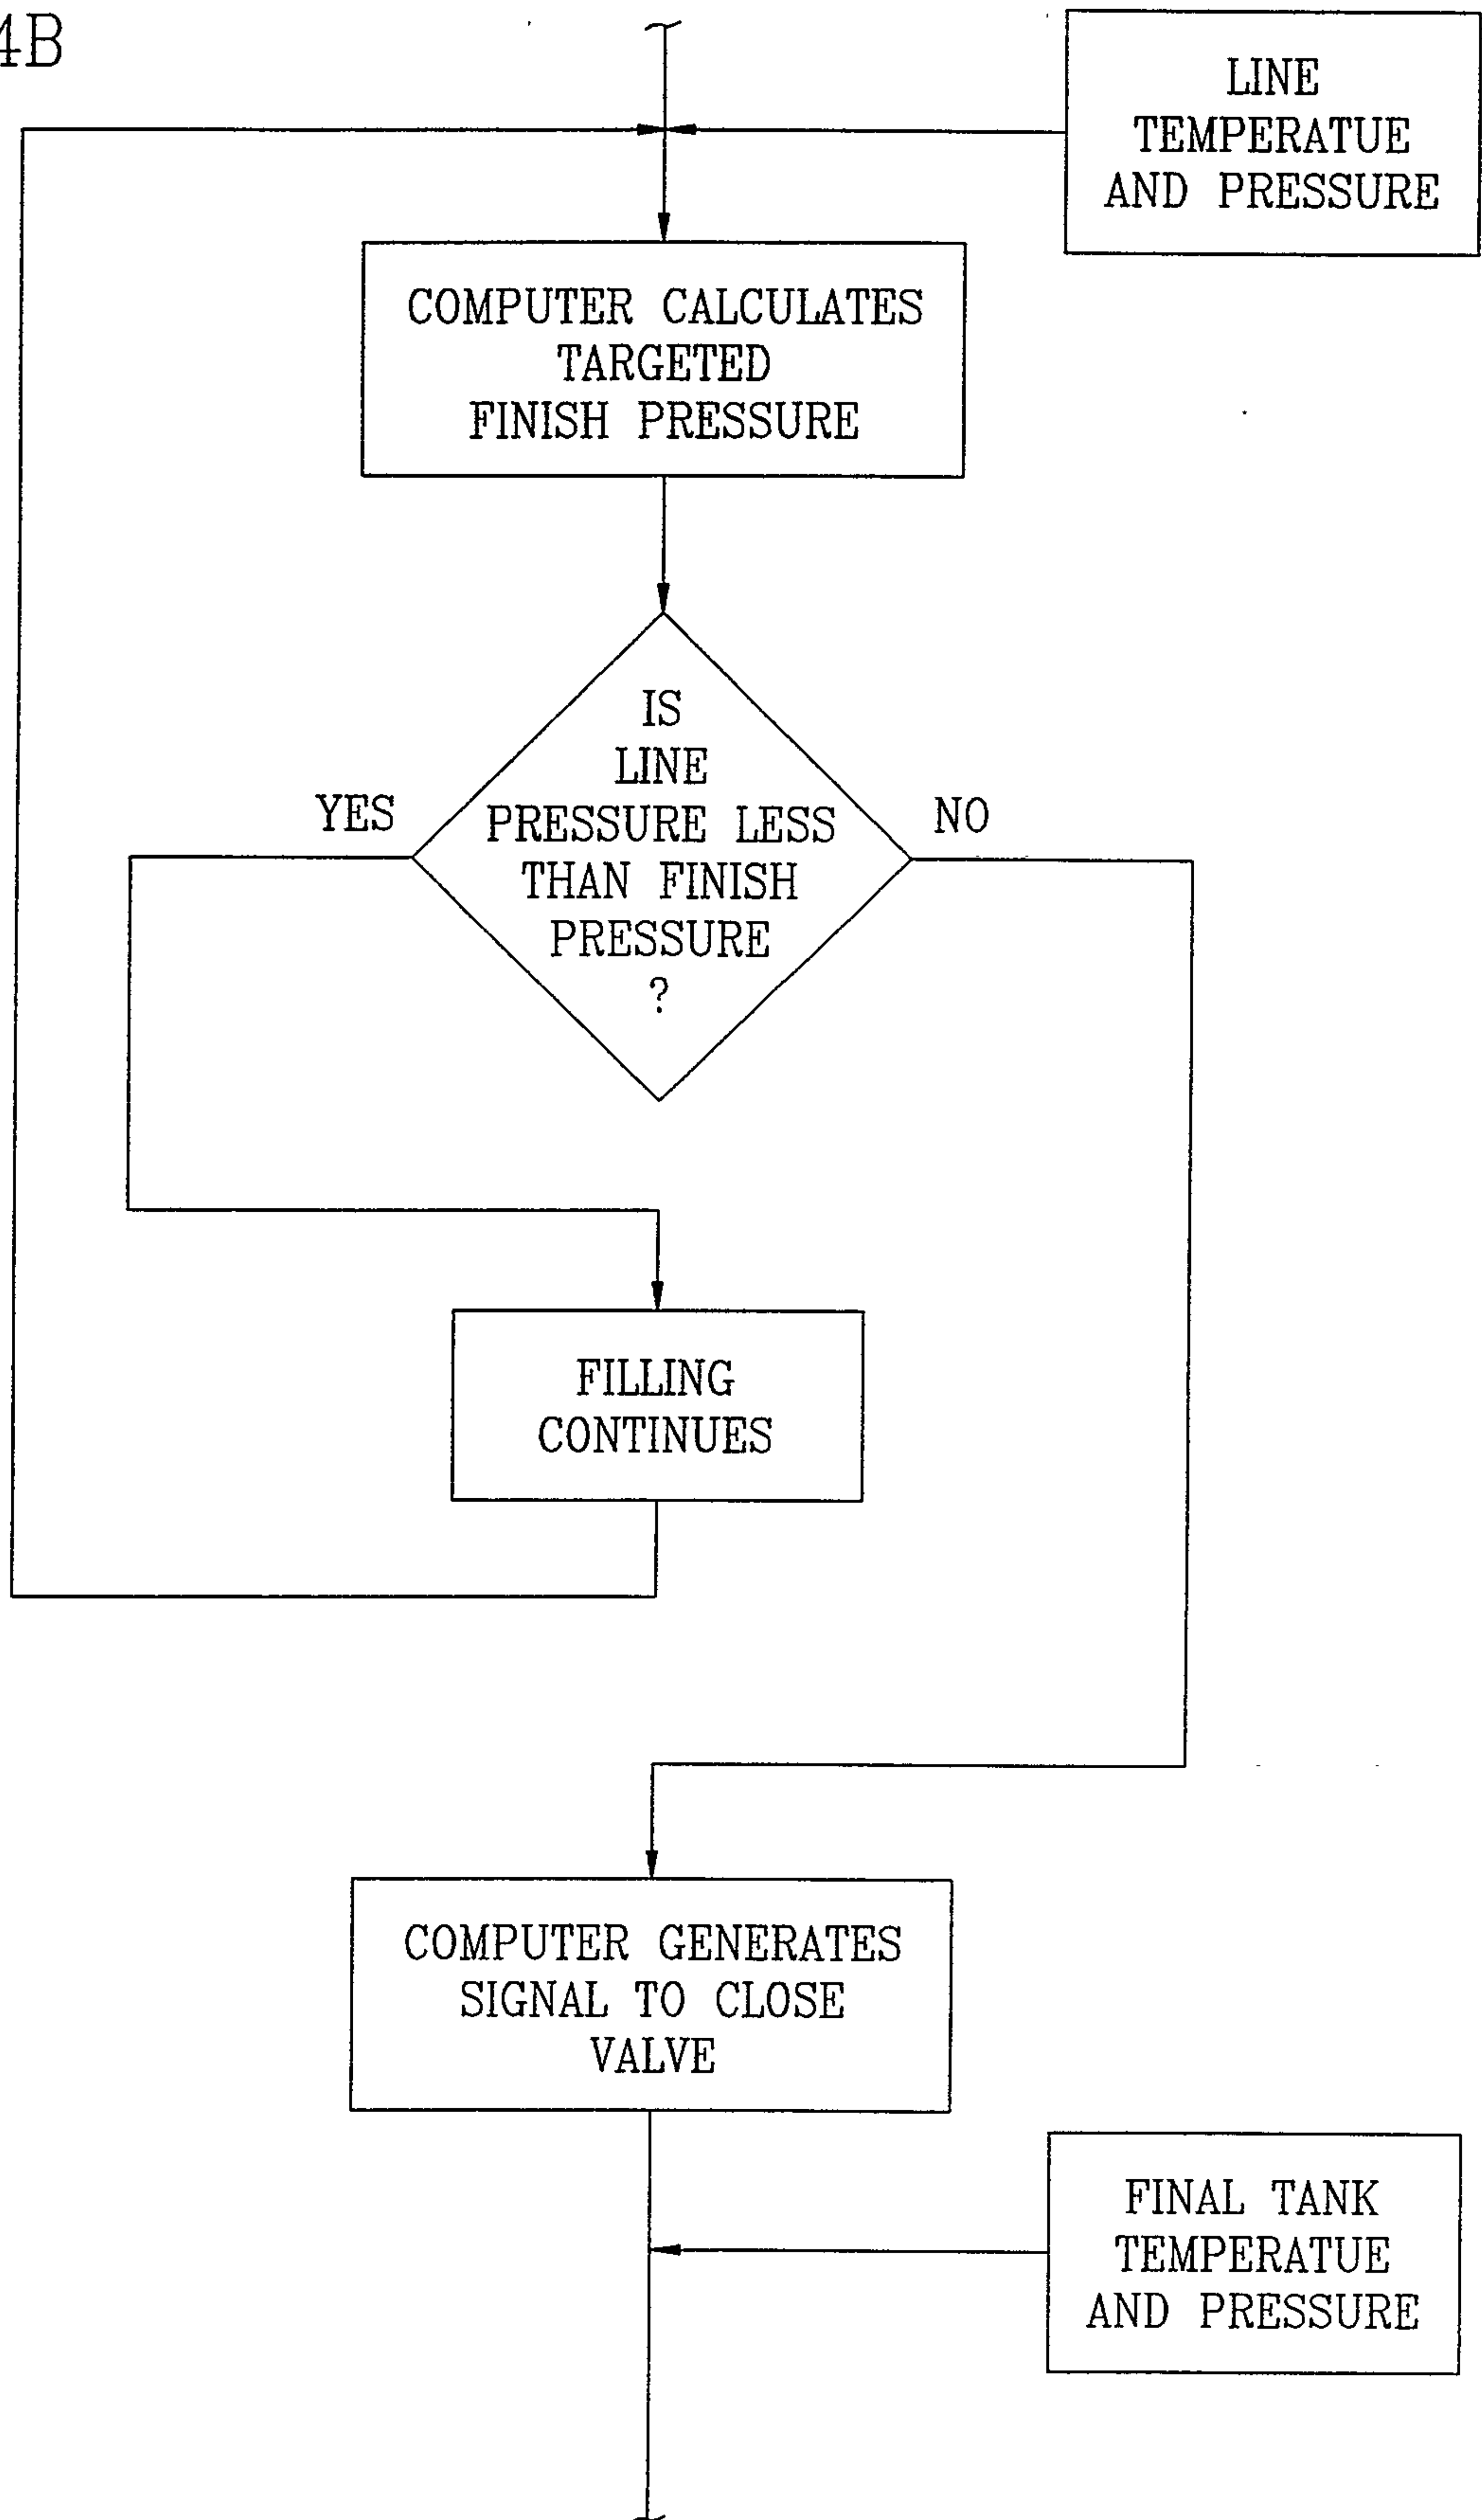 4B
LINE
TEMPERATUE
AND PRESSURE
COMPUTER CALCULATES
TARGETED
FINISH PRESSURE
IS
LINE
PRESSURE LESS
THAN FINISH
PRESSURE
?
YES
NO
FILLING
CONTINUES
COMPUTER GENERATES
SIGNAL TO CLOSE
VALVE
FINAL TANK
TEMPERATUE
AND PRESSURE